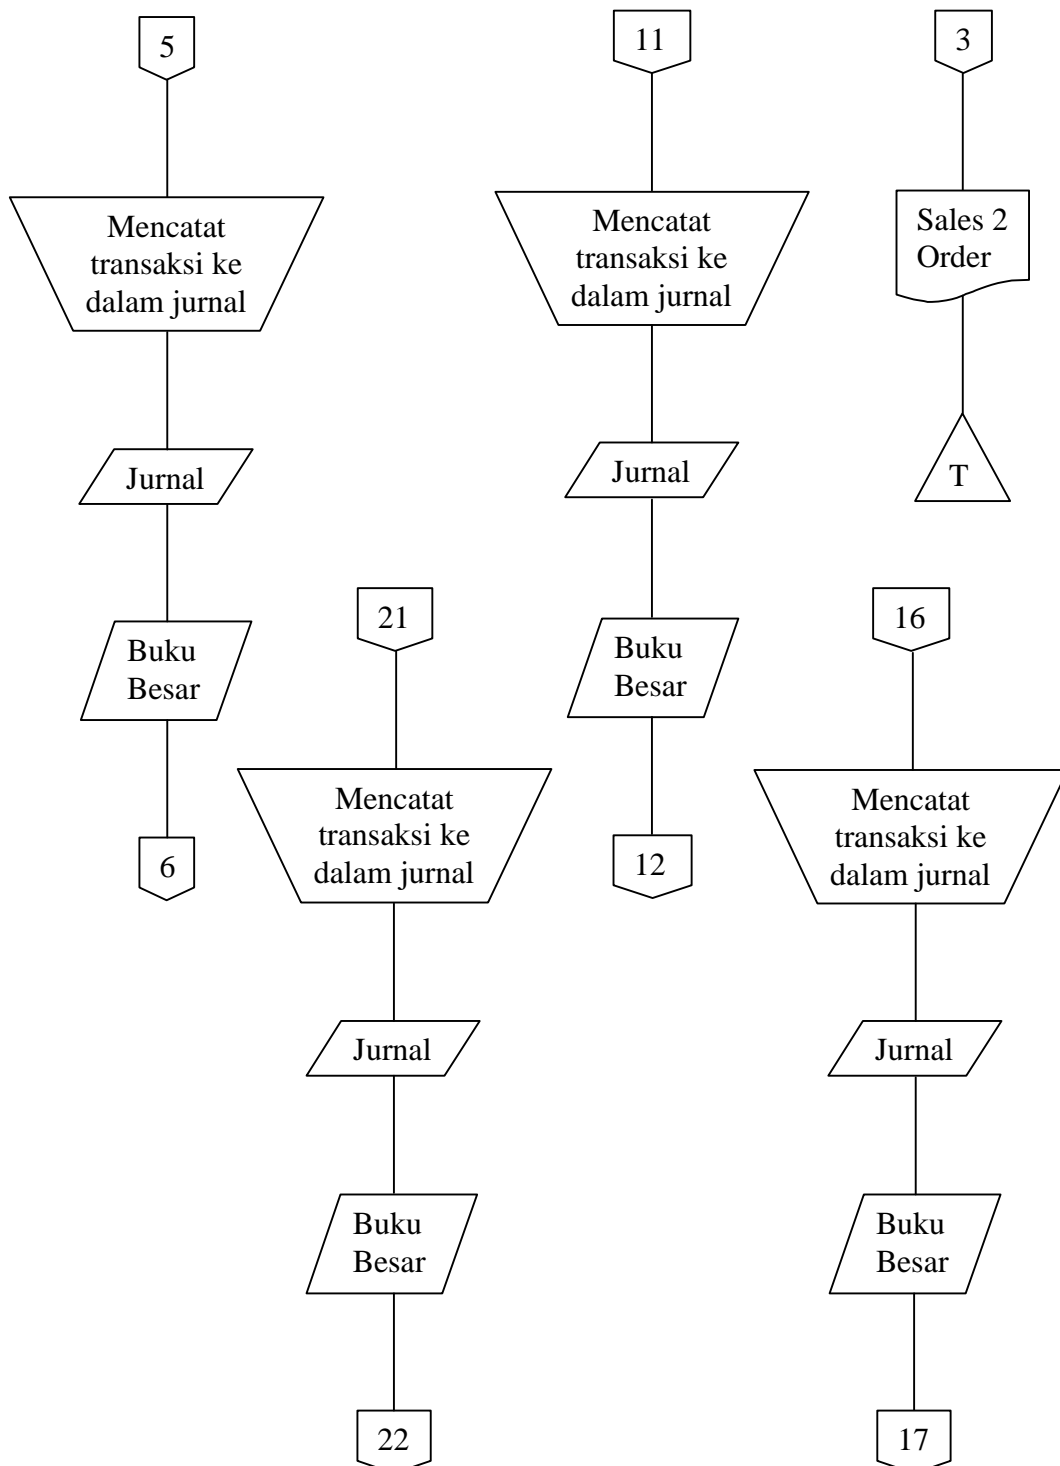 5
Mencatat
transaksi ke
dalam jurnal
Jurnal
Buku
Besar
6
11
Mencatat
transaksi ke
dalam jurnal
Jurnal
Buku
Besar
12
3
Sales 2
Order
T
21
Mencatat
transaksi ke
dalam jurnal
Jurnal
Buku
Besar
22
16
Mencatat
transaksi ke
dalam jurnal
Jurnal
Buku
Besar
17